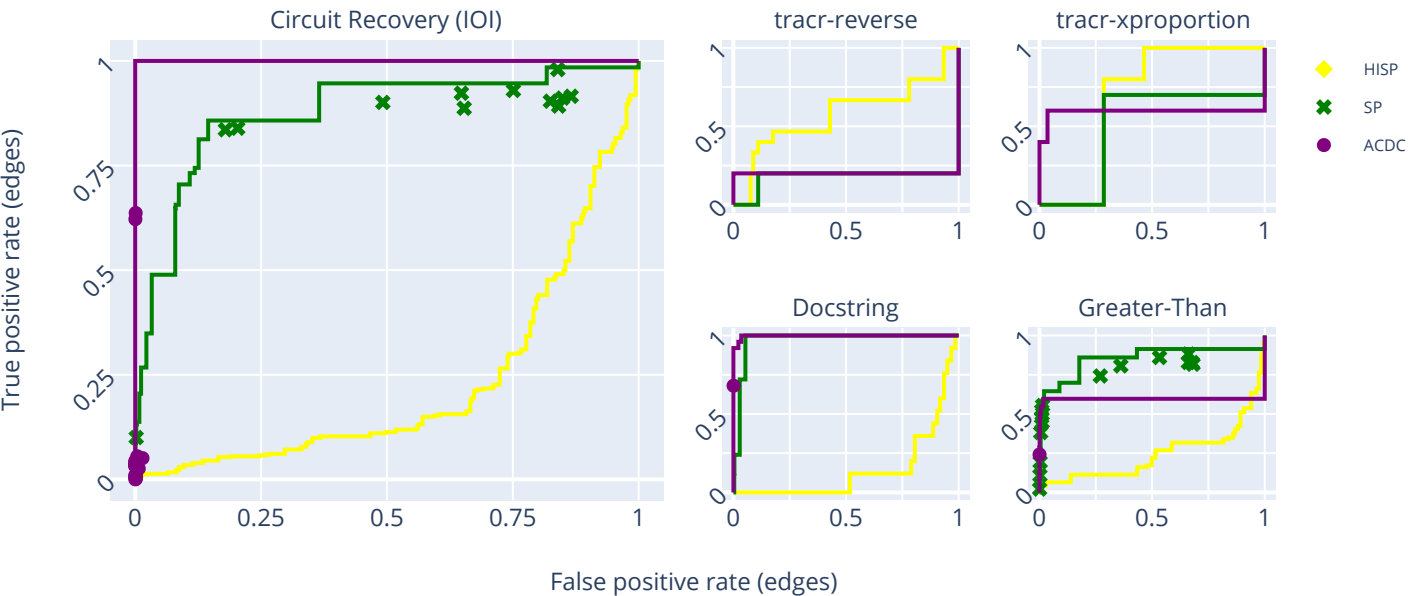 Circuit Recovery (IOI)
tracr-reverse
tracr-xproportion
HISP
SP
ACDC
True positive rate (edges)
1
0.75
0.5
0.25
0
0 0.25 0.5 0.75 1
1
0.5
0
0 0.5 1
1
0.5
0
0 0.5 1
Docstring
Greater-Than
1
0.5
0
0 0.5 1
1
0.5
0
0 0.5 1
False positive rate (edges)